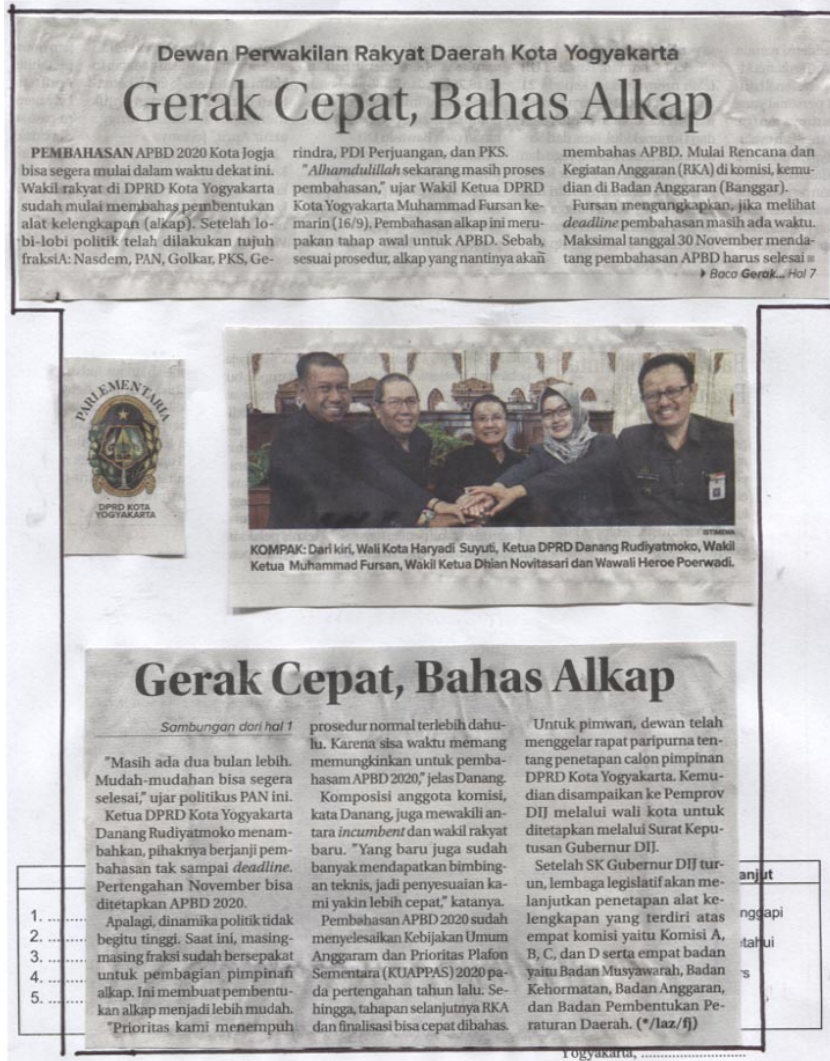 Dewan Perwakilan Rakyat Daerah Kota Yogyakarta
Gerak Cepat, Bahas Alkap
PEMBAHASAN APBD 2020 Kota Jogja
bisa segera mulai dalam waktu dekat ini.
Wakil rakyat di DPRD Kota Yogyakarta
sudah mulai membahas pembentukan
alat kelengkapan (alkap). Setelah lo-
bi-lobi politik telah dilakukan tujuh
fraksiA: Nasdem, PAN, Golkar, PKS, Ge-
rindra, PDI Perjuangan, dan PKS.
"Alhamdulillah sekarang masih proses
pembahasan," ujar Wakil Ketua DPRD
Kota Yogyakarta Muhammad Fursan ke-
marin (16/9). Pembahasan alkap ini meru-
pakan tahap awal untuk APBD. Sebab,
sesuai prosedur, alkap yang nantinya akan
membahas APBD. Mulai Rencana dan
Kegiatan Anggaran (RKA) di komisi, kemu-
dian di Badan Anggaran (Banggar).
Fursan mengungkapkan, jika melihat
deadline pembahasan masih ada waktu.
Maksimal tanggal 30 November menda-
tang pembahasan APBD harus selesai
Baca Gerak... Hal 7
PARLEMENTARIA
DPRD KOTA
YOGYAKARTA
ISTIMEWA
KOMPAK: Dari kiri, Wali Kota Haryadi Suyuti, Ketua DPRD Danang Rudiyatmoko, Wakil
Ketua Muhammad Fursan, Wakil Ketua Dhian Novitasari dan Wawali Heroe Poerwadi.
Gerak Cepat, Bahas Alkap
Sambungan dari hal 1
"Masih ada dua bulan lebih.
Mudah-mudahan bisa segera
selesai," ujar politikus PAN ini.
Ketua DPRD Kota Yogyakarta
Danang Rudiyatmoko menam-
bahkan, pihaknya berjanji pem-
bahasan tak sampai deadline.
Pertengahan November bisa
ditetapkan APBD 2020.
Apalagi, dinamika politik tidak
begitu tinggi. Saat ini, masing-
masing fraksi sudah bersepakat
untuk pembagian pimpinan
alkap. Ini membuat pembentu-
kan alkap menjadi lebih mudah.
"Prioritas kami menempuh
prosedur normal terlebih dahu-
lu. Karena sisa waktu memang
memungkinkan untuk pemba-
hasam APBD 2020," jelas Danang.
Komposisi anggota komisi,
kata Danang, juga mewakili an-
tara incumbent dan wakil rakyat
baru. "Yang baru juga sudah
banyak mendapatkan bimbing-
an teknis, jadi penyesuaian ka-
mi yakin lebih cepat," katanya.
Pembahasan APBD 2020 sudah
menyelesaikan Kebijakan Umum
Anggaram dan Prioritas Plafon
Sementara (KUAPPAS) 2020 pa-
da pertengahan tahun lalu. Se-
hingga, tahapan selanjutnya RKA
dan finalisasi bisa cepat dibahas.
Untuk pimwan, dewan telah
menggelar rapat paripurna ten-
tang penetapan calon pimpinan
DPRD Kota Yogyakarta. Kemu-
dian disampaikan ke Pemprov
DIJ melalui wali kota untuk
ditetapkan melalui Surat Kepu-
tusan Gubernur DIJ.
Setelah SK Gubernur DIJ tur-
un, lembaga legislatif akan me-
lanjutkan penetapan alat ke-
lengkapan yang terdiri atas
empat komisi yaitu Komisi A,
B, C, dan D serta empat badan
yaitu Badan Musyawarah, Badan
Kehormatan, Badan Anggaran,
dan Badan Pembentukan Pe-
raturan Daerah. (*/laz/fj)
1. ......
2. ......
3. ......
4. ......
5. ......
Yogyakarta, ..............................